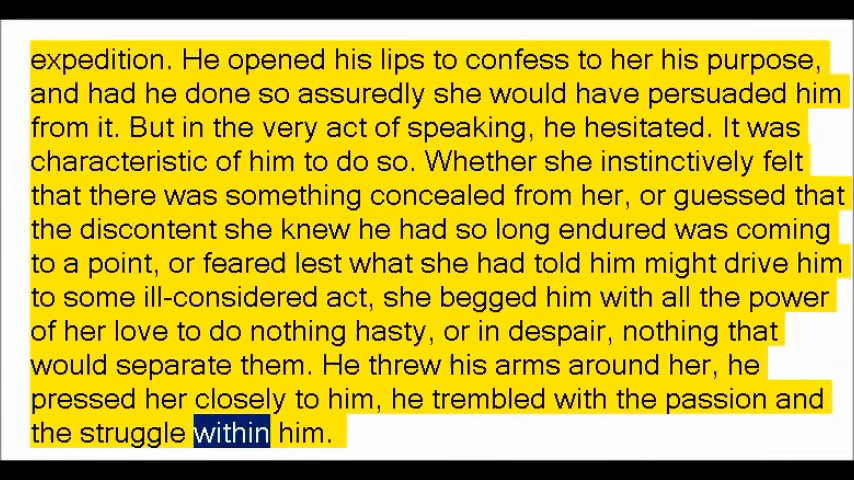 expedition. He opened his lips to confess to her his purpose,
and had he done so assuredly she would have persuaded him
from it. But in the very act of speaking, he hesitated. It was
characteristic of him to do so. Whether she instinctively felt
that there was something concealed from her, or guessed that
the discontent she knew he had so long endured was coming
to a point, or feared lest what she had told him might drive him
to some ill-considered act, she begged him with all the power
of her love to do nothing hasty, or in despair, nothing that
would separate them. He threw his arms around her, he
pressed her closely to him, he trembled with the passion and
the struggle within him.